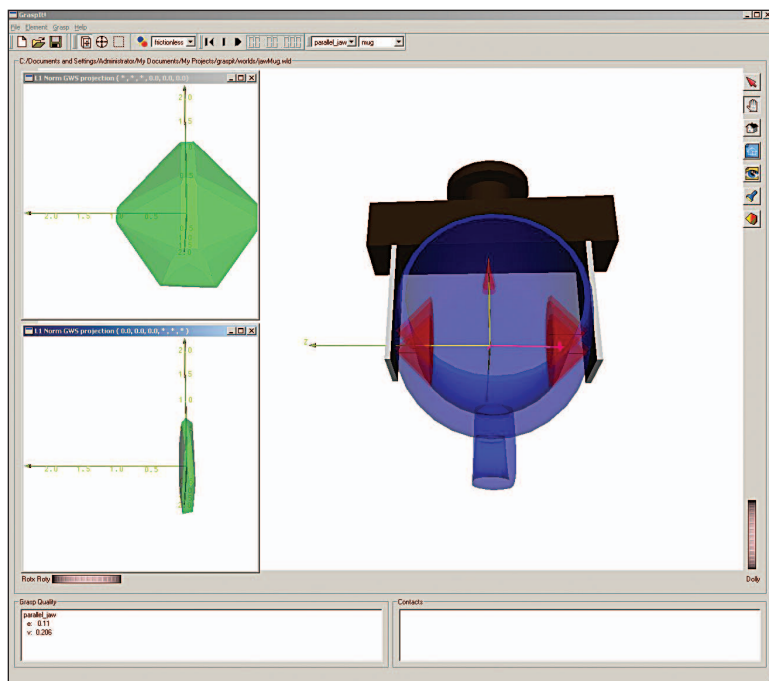 GraspIt!
File Element Grasp Help
frictionless parallel_jaw mug
C:/Documents and Settings/Administrator/My Documents/My Projects/graspit/worlds/jawMug.wld
L1 Norm GWS projection ( *, *, *, 0.0, 0.0, 0.0)
2.0
1.5
2.0 1.5 1.0 0.5
L1 Norm GWS projection ( 0.0, 0.0, 0.0, *, *, * )
2.0
1.5
1.0
2.0 1.5 1.0 0.5
z
Rotx Roty
Dolly
Grasp Quality
parallel_jaw
e: 0.11
v: 0.206
Contacts